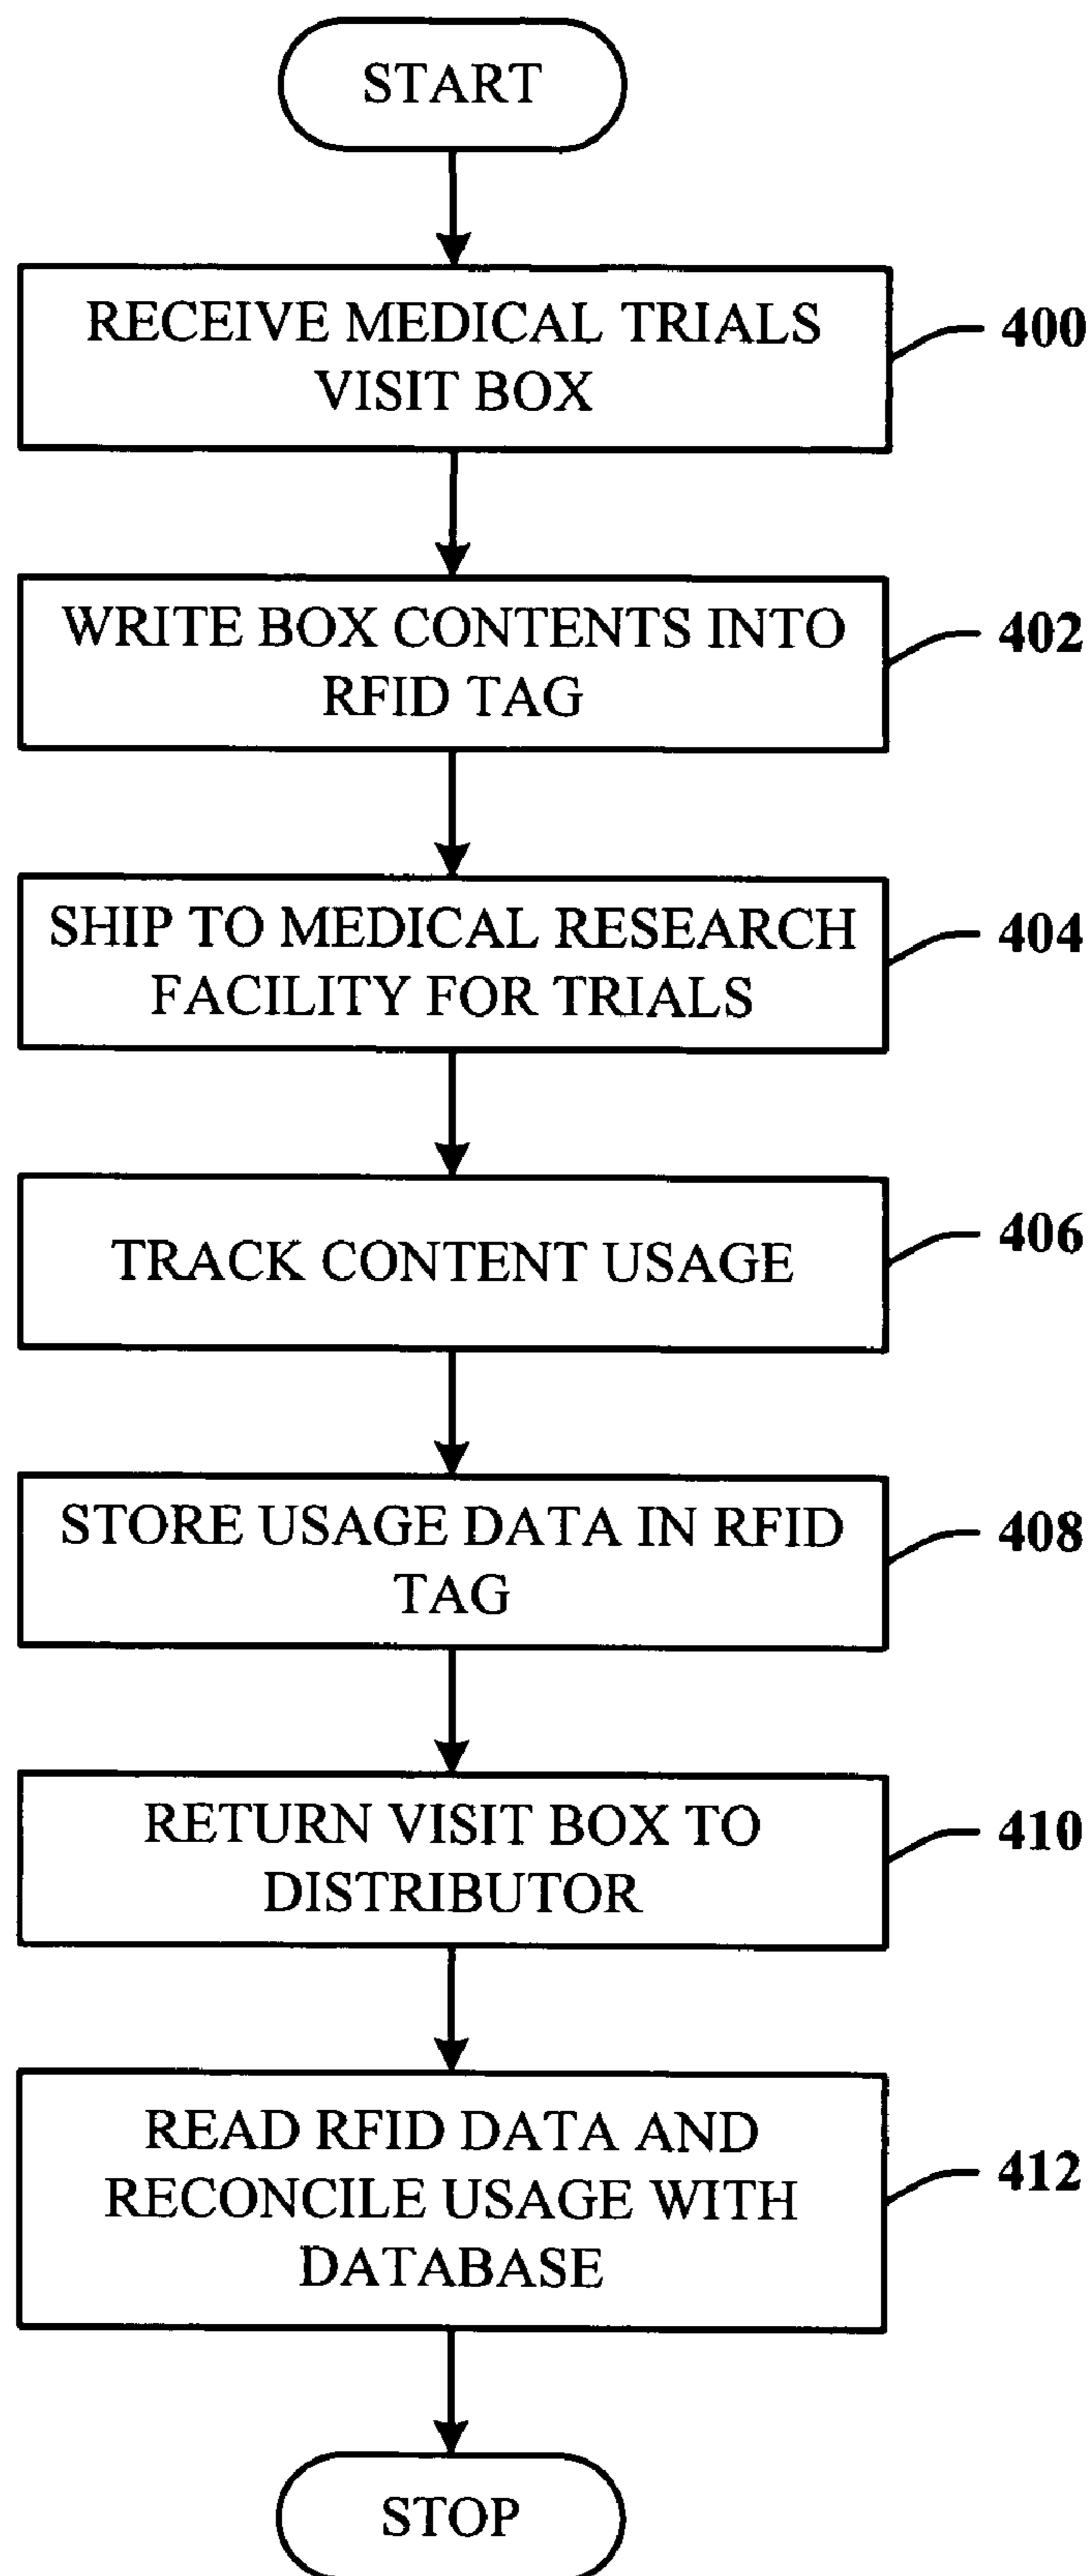 START
RECEIVE MEDICAL TRIALS
VISIT BOX
400
WRITE BOX CONTENTS INTO
RFID TAG
402
SHIP TO MEDICAL RESEARCH
FACILITY FOR TRIALS
404
TRACK CONTENT USAGE
406
STORE USAGE DATA IN RFID
TAG
408
RETURN VISIT BOX TO
DISTRIBUTOR
410
READ RFID DATA AND
RECONCILE USAGE WITH
DATABASE
412
STOP